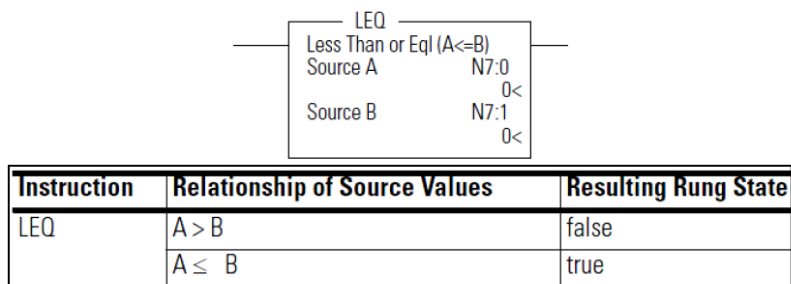 LEQ
Less Than or Eql (A<=B)
Source A N7:0
0<
Source B N7:1
0<
Instruction Relationship of Source Values Resulting Rung State
LEQ A > B false
A ≤ B true